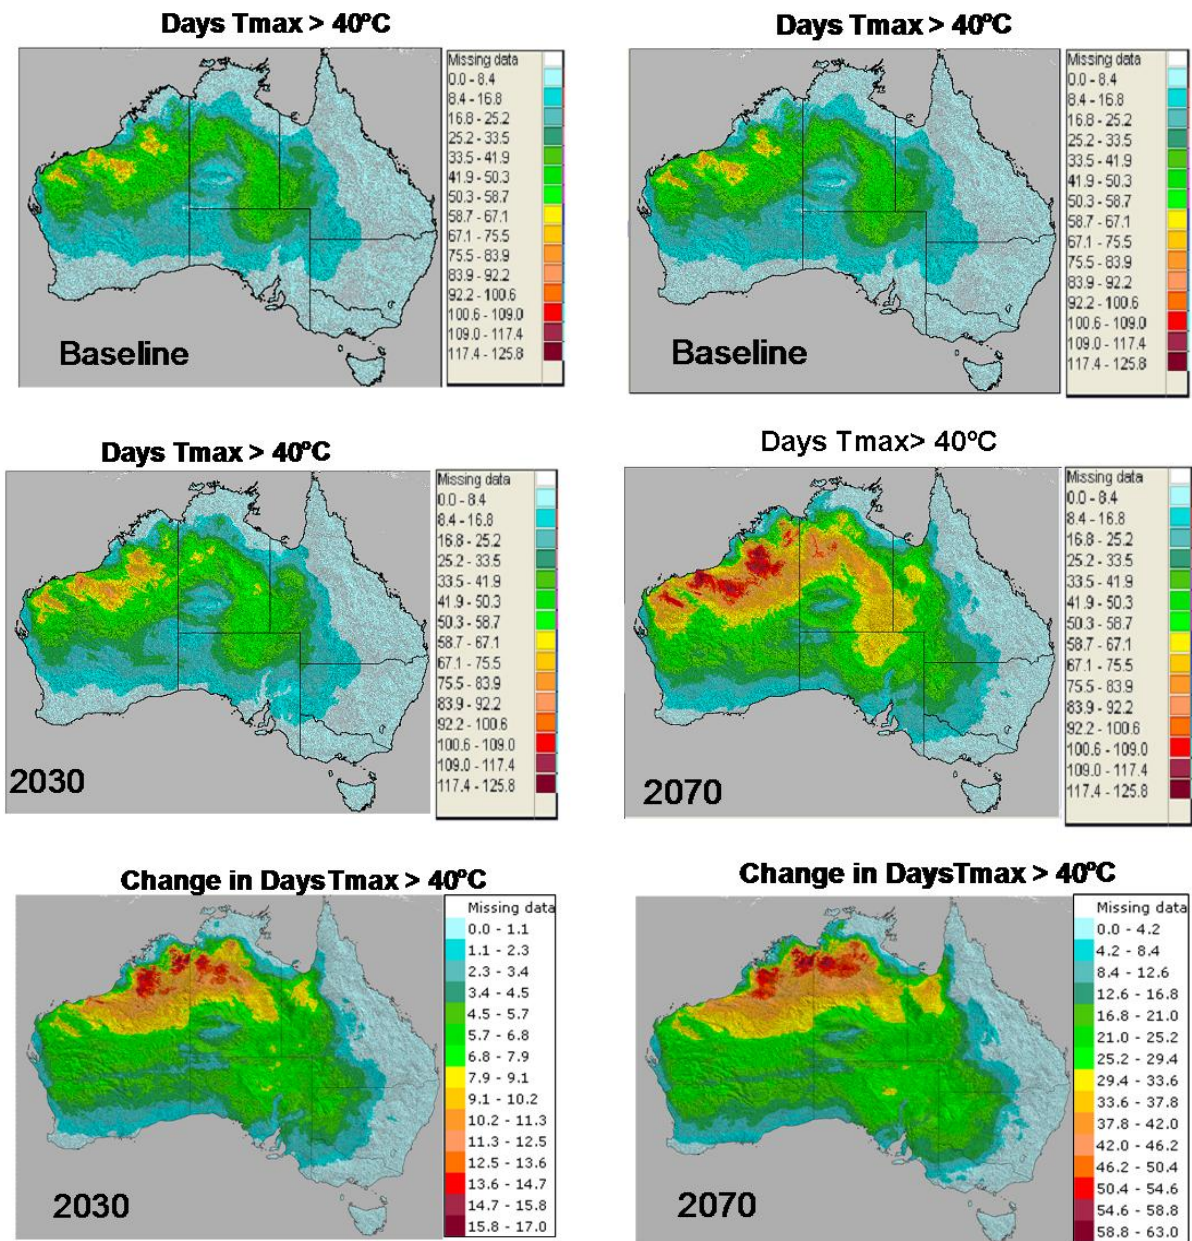 Days Tmax > 40ºC
Missing data
0.0 - 8.4
8.4 - 16.8
16.8 - 25.2
25.2 - 33.5
33.5 - 41.9
41.9 - 50.3
50.3 - 58.7
58.7 - 67.1
67.1 - 75.5
75.5 - 83.9
83.9 - 92.2
92.2 - 100.6
100.6 - 109.0
109.0 - 117.4
117.4 - 125.8
Baseline
Days Tmax > 40ºC
Missing data
0.0 - 8.4
8.4 - 16.8
16.8 - 25.2
25.2 - 33.5
33.5 - 41.9
41.9 - 50.3
50.3 - 58.7
58.7 - 67.1
67.1 - 75.5
75.5 - 83.9
83.9 - 92.2
92.2 - 100.6
100.6 - 109.0
109.0 - 117.4
117.4 - 125.8
Baseline
Days Tmax > 40ºC
Missing data
0.0 - 8.4
8.4 - 16.8
16.8 - 25.2
25.2 - 33.5
33.5 - 41.9
41.9 - 50.3
50.3 - 58.7
58.7 - 67.1
67.1 - 75.5
75.5 - 83.9
83.9 - 92.2
92.2 - 100.6
100.6 - 109.0
109.0 - 117.4
117.4 - 125.8
2030
Days Tmax> 40ºC
Missing data
0.0 - 8.4
8.4 - 16.8
16.8 - 25.2
25.2 - 33.5
33.5 - 41.9
41.9 - 50.3
50.3 - 58.7
58.7 - 67.1
67.1 - 75.5
75.5 - 83.9
83.9 - 92.2
92.2 - 100.6
100.6 - 109.0
109.0 - 117.4
117.4 - 125.8
2070
Change in DaysTmax > 40ºC
Missing data
0.0 - 1.1
1.1 - 2.3
2.3 - 3.4
3.4 - 4.5
4.5 - 5.7
5.7 - 6.8
6.8 - 7.9
7.9 - 9.1
9.1 - 10.2
10.2 - 11.3
11.3 - 12.5
12.5 - 13.6
13.6 - 14.7
14.7 - 15.8
15.8 - 17.0
2030
Change in DaysTmax > 40ºC
Missing data
0.0 - 4.2
4.2 - 8.4
8.4 - 12.6
12.6 - 16.8
16.8 - 21.0
21.0 - 25.2
25.2 - 29.4
29.4 - 33.6
33.6 - 37.8
37.8 - 42.0
42.0 - 46.2
46.2 - 50.4
50.4 - 54.6
54.6 - 58.8
58.8 - 63.0
2070